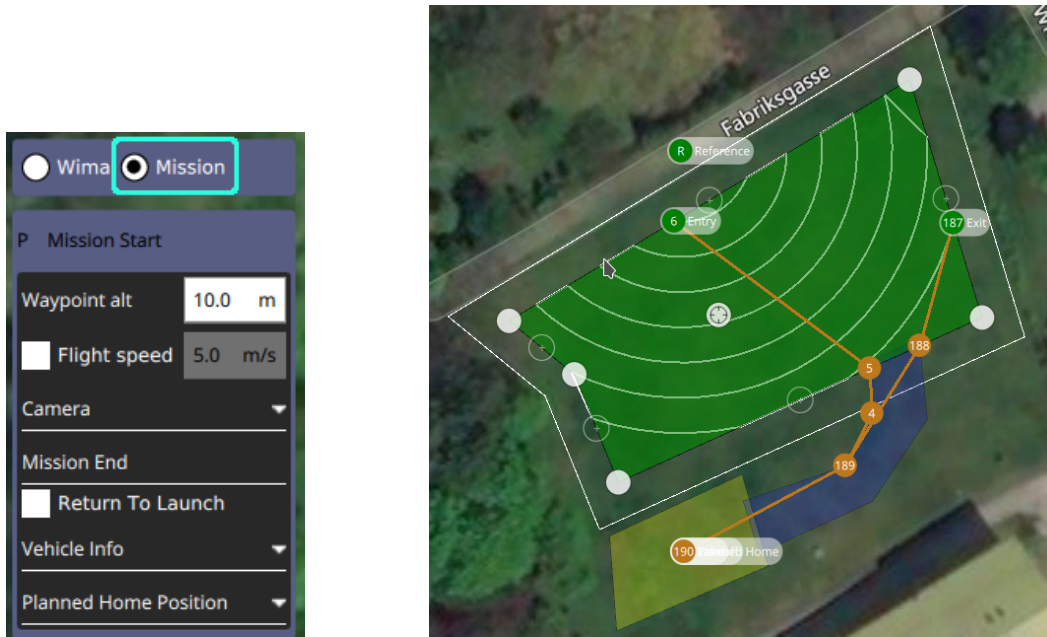 Wima
Mission
P Mission Start
Waypoint alt 10.0 m
Flight speed 5.0 m/s
Camera
Mission End
Return To Launch
Vehicle Info
Planned Home Position
Fabriksgasse
R Reference
6 Entry
187 Exit
188
5
4
189
190 Home